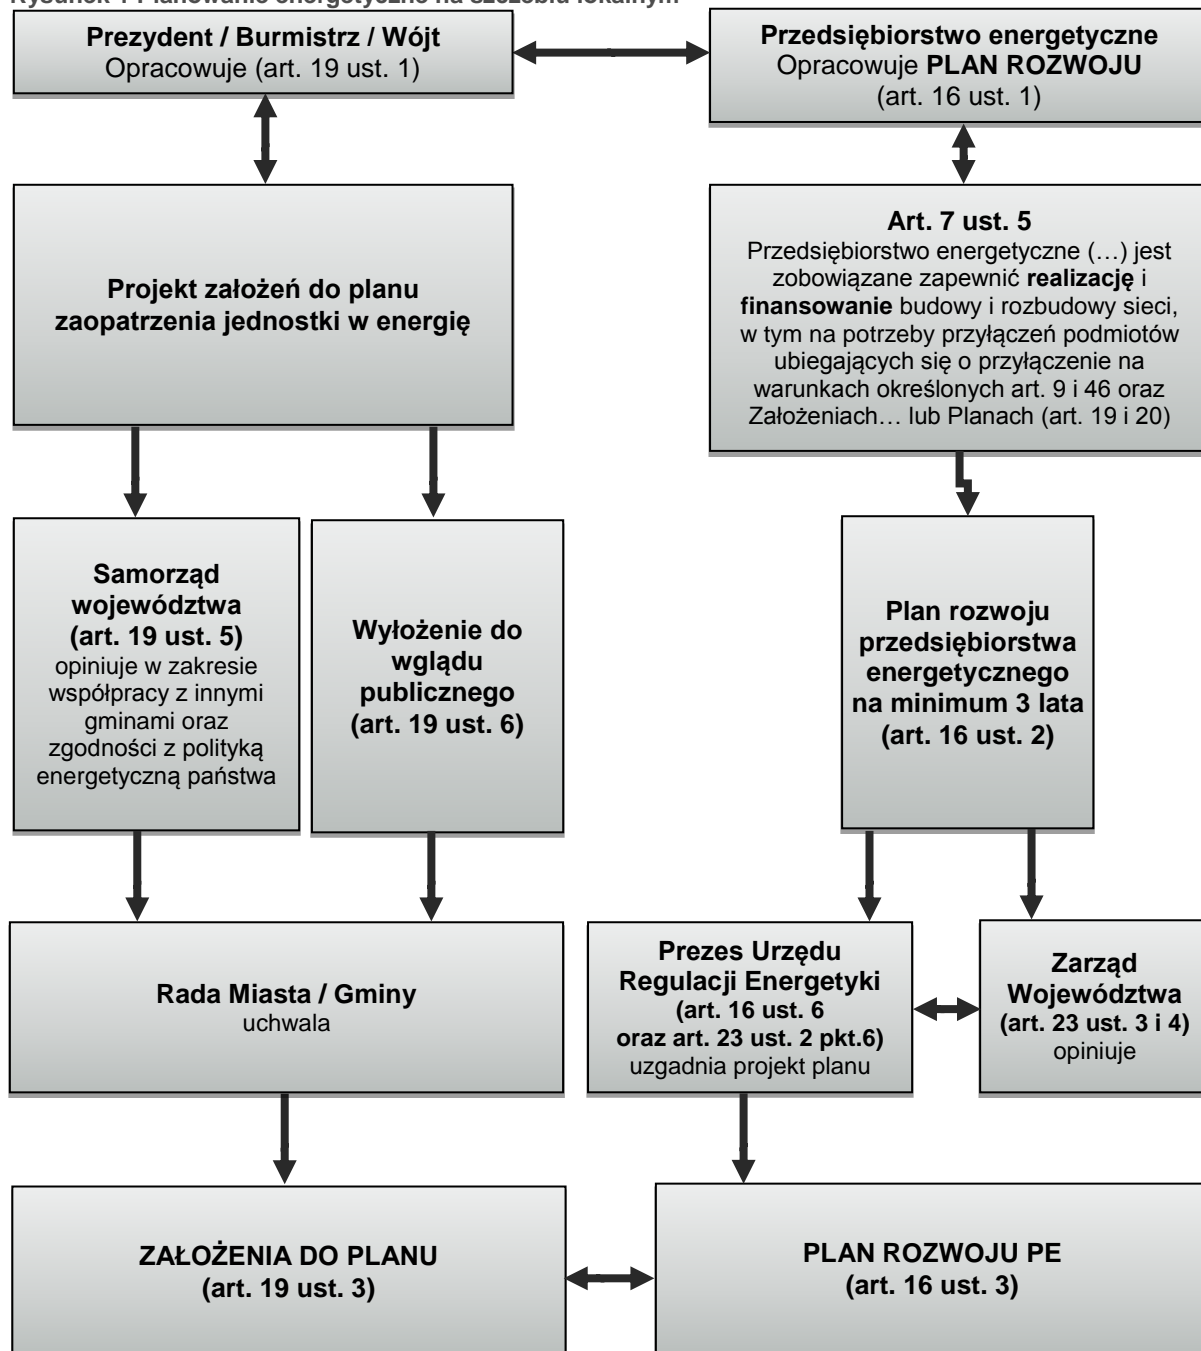 Rysunek 1 Planowanie energetyczne na szczeblu lokalnym
Prezydent / Burmistrz / Wójt
Opracowuje (art. 19 ust. 1)
Przedsiębiorstwo energetyczne
Opracowuje PLAN ROZWOJU
(art. 16 ust. 1)
Projekt założeń do planu
zaopatrzenia jednostki w energię
Art. 7 ust. 5
Przedsiębiorstwo energetyczne (…) jest
zobowiązane zapewnić realizację i
finansowanie budowy i rozbudowy sieci,
w tym na potrzeby przyłączeń podmiotów
ubiegających się o przyłączenie na
warunkach określonych art. 9 i 46 oraz
Założeniach… lub Planach (art. 19 i 20)
Samorząd
województwa
(art. 19 ust. 5)
opiniuje w zakresie
współpracy z innymi
gminami oraz
zgodności z polityką
energetyczną państwa
Wyłożenie do
wglądu
publicznego
(art. 19 ust. 6)
Plan rozwoju
przedsiębiorstwa
energetycznego
na minimum 3 lata
(art. 16 ust. 2)
Rada Miasta / Gminy
uchwala
Prezes Urzędu
Regulacji Energetyki
(art. 16 ust. 6
oraz art. 23 ust. 2 pkt.6)
uzgadnia projekt planu
Zarząd
Województwa
(art. 23 ust. 3 i 4)
opiniuje
ZAŁOŻENIA DO PLANU
(art. 19 ust. 3)
PLAN ROZWOJU PE
(art. 16 ust. 3)